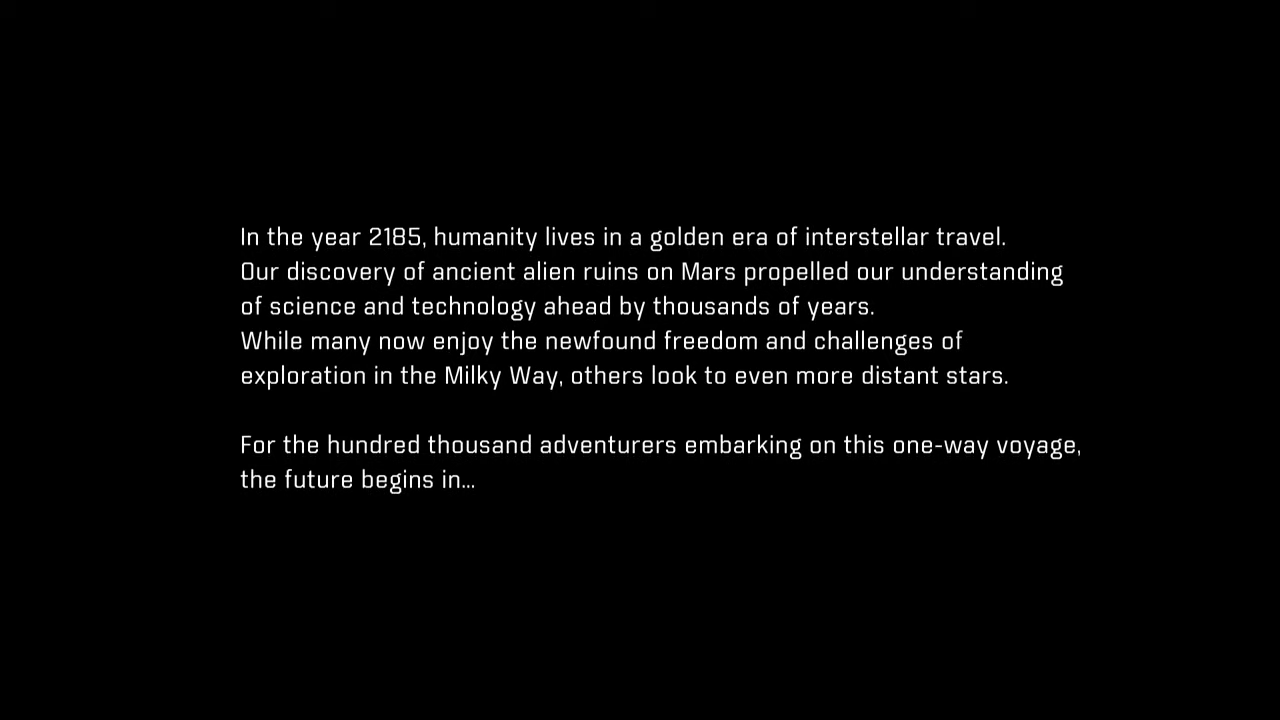 In the year 2185, humanity lives in a golden era of interstellar travel.
Our discovery of ancient alien ruins on Mars propelled our understanding
of science and technology ahead by thousands of years.
While many now enjoy the newfound freedom and challenges of
exploration in the Milky Way, others look to even more distant stars.
For the hundred thousand adventurers embarking on this one-way voyage,
the future begins in...